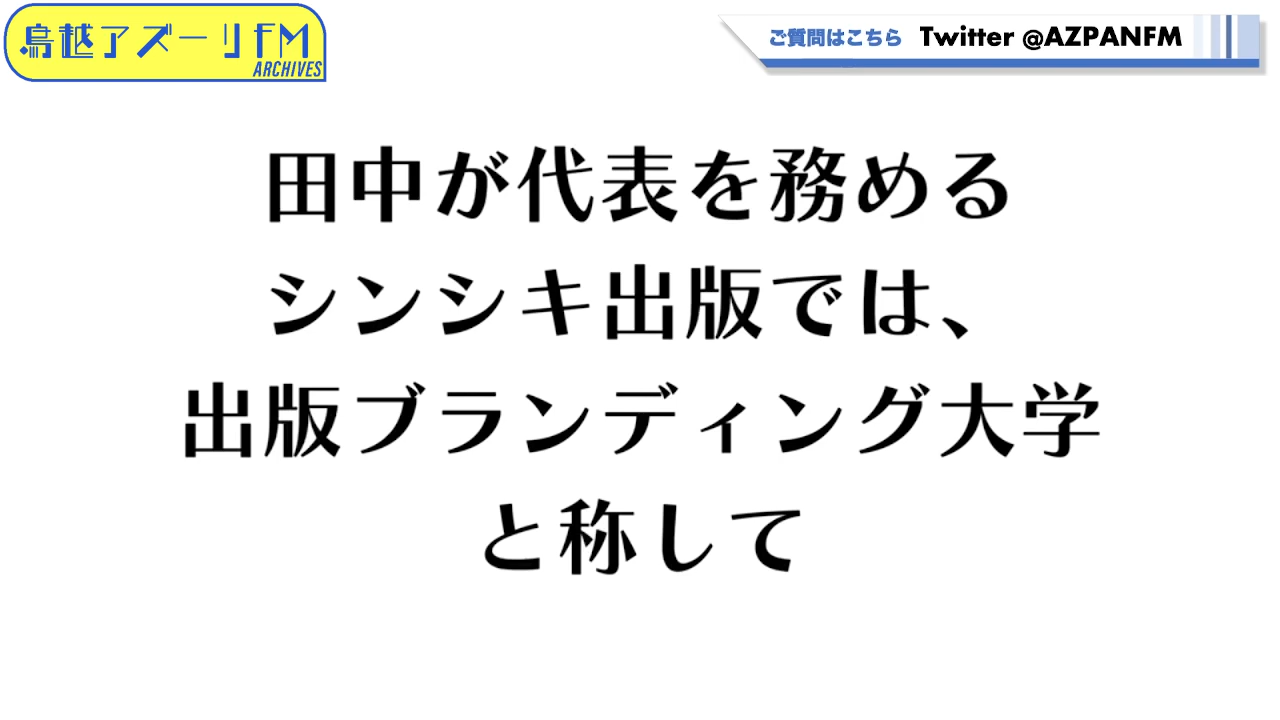 鳥越アズーリFM
ARCHIVES
ご質問はこちら Twitter @AZPANFM
田中が代表を務める
シンシキ出版では、
出版ブランディング大学
と称して